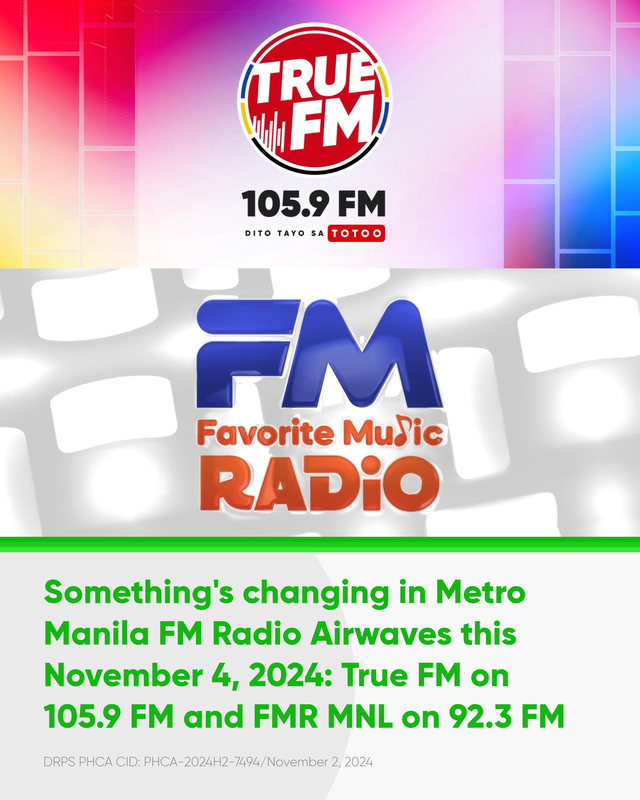 TRUE
FM
105.9 FM
DITO TAYO SA TOTOO
FM
Favorite Music
RADiO
Something's changing in Metro
Manila FM Radio Airwaves this
November 4, 2024: True FM on
105.9 FM and FMR MNL on 92.3 FM
DRPS PHCA CID: PHCA-2024H2-7494/November 2, 2024